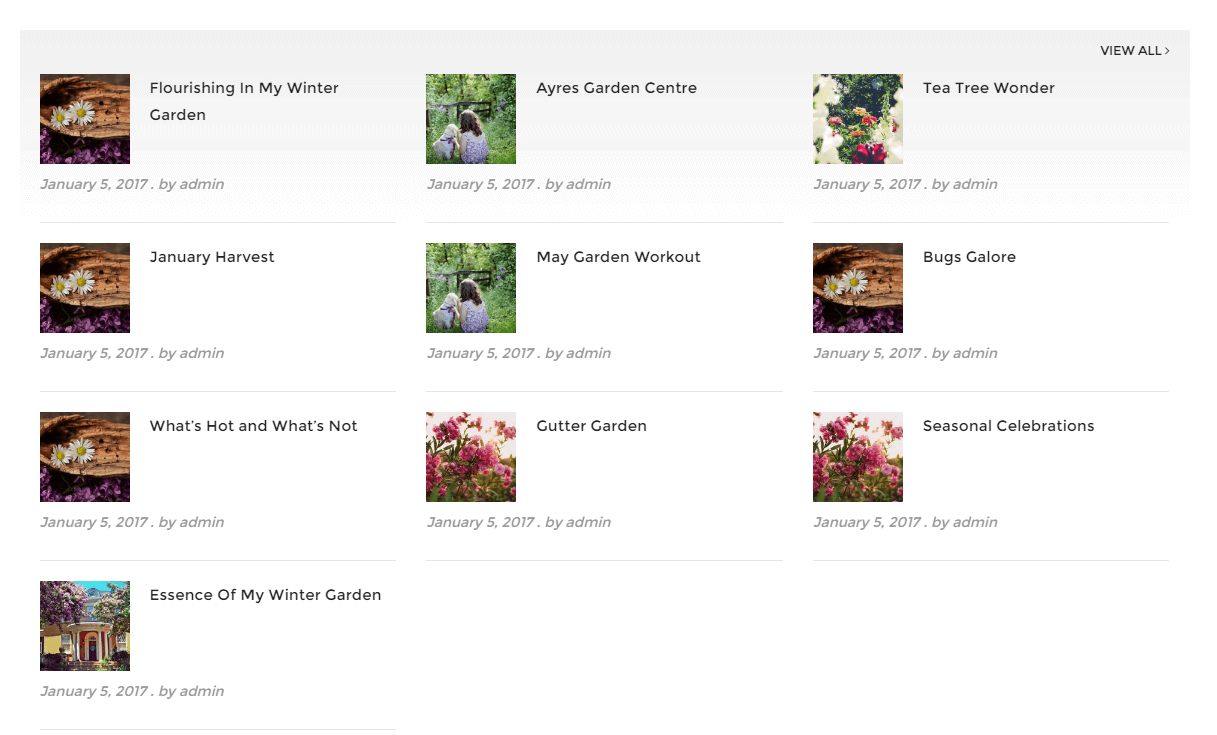 VIEW ALL >
Flourishing In My Winter
Garden
January 5, 2017 . by admin
Ayres Garden Centre
January 5, 2017 . by admin
Tea Tree Wonder
January 5, 2017 . by admin
January Harvest
January 5, 2017 . by admin
May Garden Workout
January 5, 2017 . by admin
Bugs Galore
January 5, 2017 . by admin
What’s Hot and What’s Not
January 5, 2017 . by admin
Gutter Garden
January 5, 2017 . by admin
Seasonal Celebrations
January 5, 2017 . by admin
Essence Of My Winter Garden
January 5, 2017 . by admin